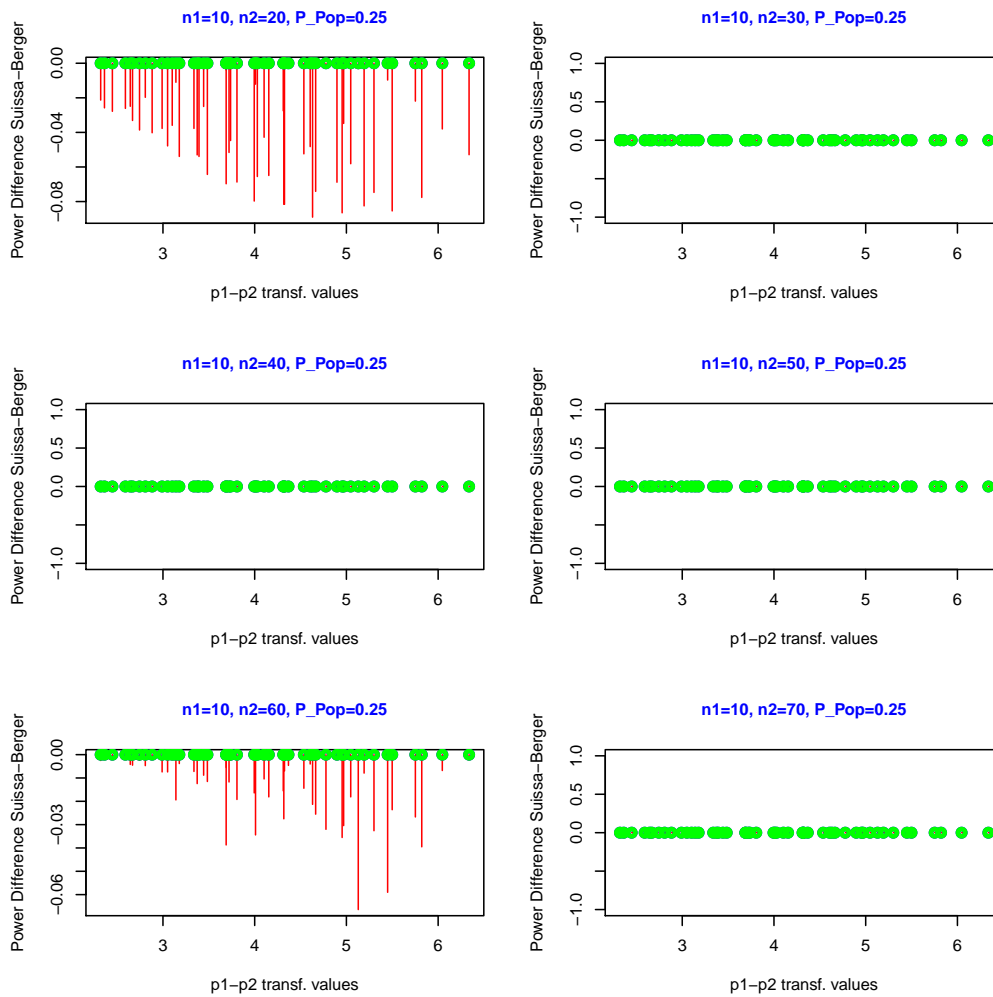 n1=10, n2=20, P_Pop=0.25
Power Difference Suissa−Berger
0.00
−0.04
−0.08
3 4 5 6
p1−p2 transf. values
n1=10, n2=30, P_Pop=0.25
Power Difference Suissa−Berger
1.0
0.5
0.0
−1.0
3 4 5 6
p1−p2 transf. values
n1=10, n2=40, P_Pop=0.25
Power Difference Suissa−Berger
1.0
0.5
0.0
−1.0
3 4 5 6
p1−p2 transf. values
n1=10, n2=50, P_Pop=0.25
Power Difference Suissa−Berger
1.0
0.5
0.0
−1.0
3 4 5 6
p1−p2 transf. values
n1=10, n2=60, P_Pop=0.25
Power Difference Suissa−Berger
0.00
−0.03
−0.06
3 4 5 6
p1−p2 transf. values
n1=10, n2=70, P_Pop=0.25
Power Difference Suissa−Berger
1.0
0.5
0.0
−1.0
3 4 5 6
p1−p2 transf. values